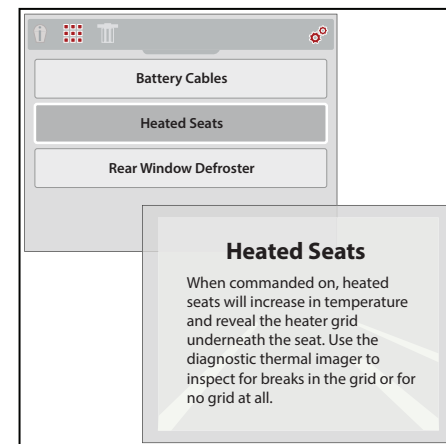 Battery Cables
Heated Seats
Rear Window Defroster
Heated Seats
When commanded on, heated
seats will increase in temperature
and reveal the heater grid
underneath the seat. Use the
diagnostic thermal imager to
inspect for breaks in the grid or for
no grid at all.